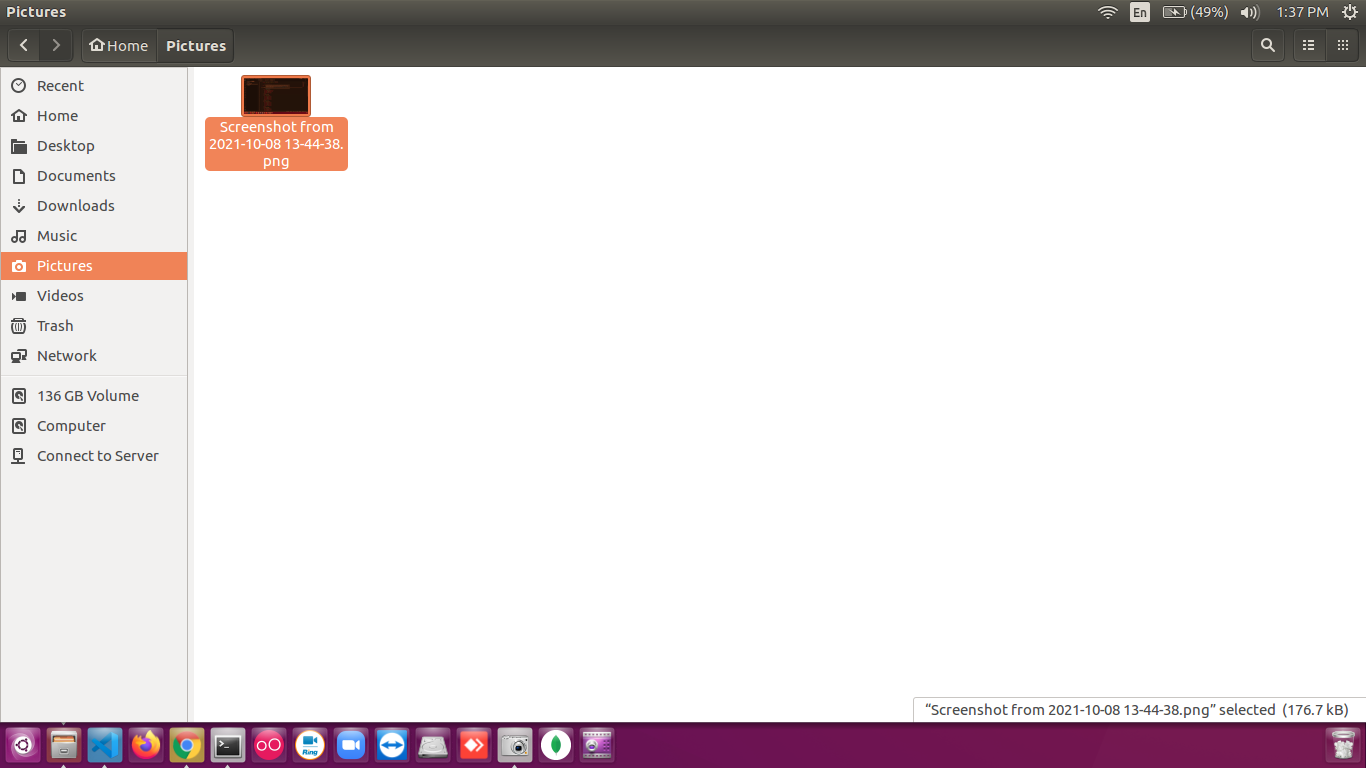 Pictures
En
(49%)
1:37 PM
Home
Pictures
Recent
Home
Desktop
Documents
Downloads
Music
Pictures
Videos
Trash
Network
136 GB Volume
Computer
Connect to Server
Screenshot from
2021-10-08 13-44-38.
png
“Screenshot from 2021-10-08 13-44-38.png” selected (176.7 kB)
Ring